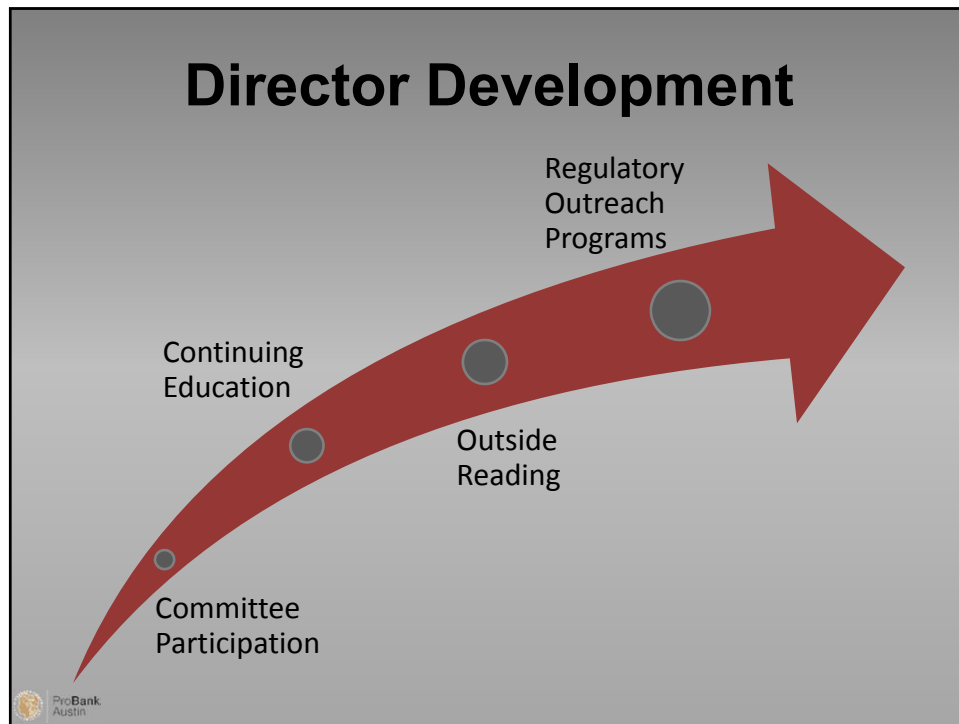 Director Development
Regulatory
Outreach
Programs
Continuing
Education
Outside
Reading
Committee
Participation
ProBank
Austin